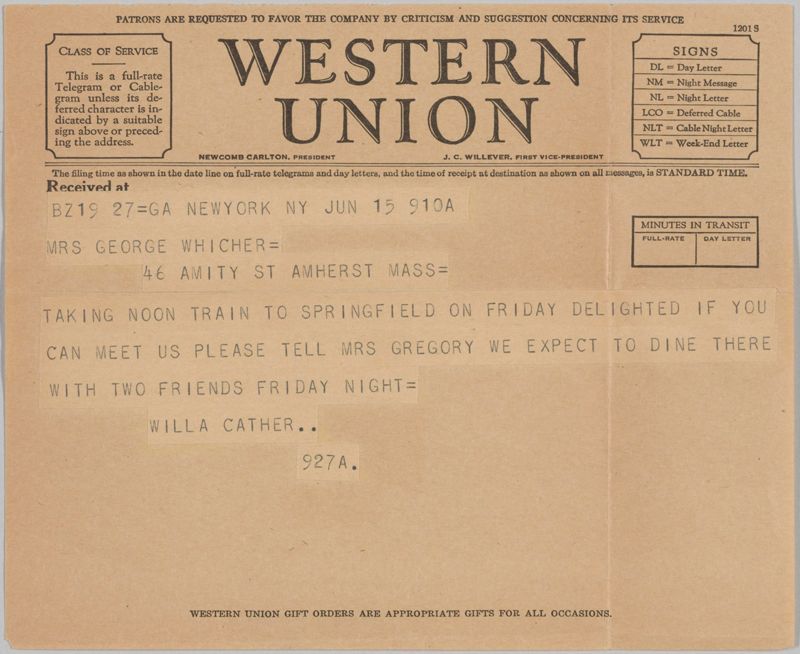 PATRONS ARE REQUESTED TO FAVOR THE COMPANY BY CRITICISM AND SUGGESTION CONCERNING ITS SERVICE
1201 S
CLASS OF SERVICE
This is a full-rate
Telegram or Cable-
gram unless its de-
ferred character is in-
dicated by a suitable
sign above or preced-
ing the address.
WESTERN
UNION
NEWCOMB CARLTON, PRESIDENT
J. C. WILLEVER, FIRST VICE-PRESIDENT
SIGNS
DL = Day Letter
NM = Night Message
NL = Night Letter
LCO = Deferred Cable
NLT = Cable Night Letter
WLT = Week-End Letter
The filing time as shown in the date line on full-rate telegrams and day letters, and the time of receipt at destination as shown on all messages, is STANDARD TIME.
Received at
BZ19 27=GA NEWYORK NY JUN 15 910A
MINUTES IN TRANSIT
FULL-RATE
DAY LETTER
MRS GEORGE WHICHER=
46 AMITY ST AMHERST MASS=
TAKING NOON TRAIN TO SPRINGFIELD ON FRIDAY DELIGHTED IF YOU
CAN MEET US PLEASE TELL MRS GREGORY WE EXPECT TO DINE THERE
WITH TWO FRIENDS FRIDAY NIGHT=
WILLA CATHER..
927A.
WESTERN UNION GIFT ORDERS ARE APPROPRIATE GIFTS FOR ALL OCCASIONS.